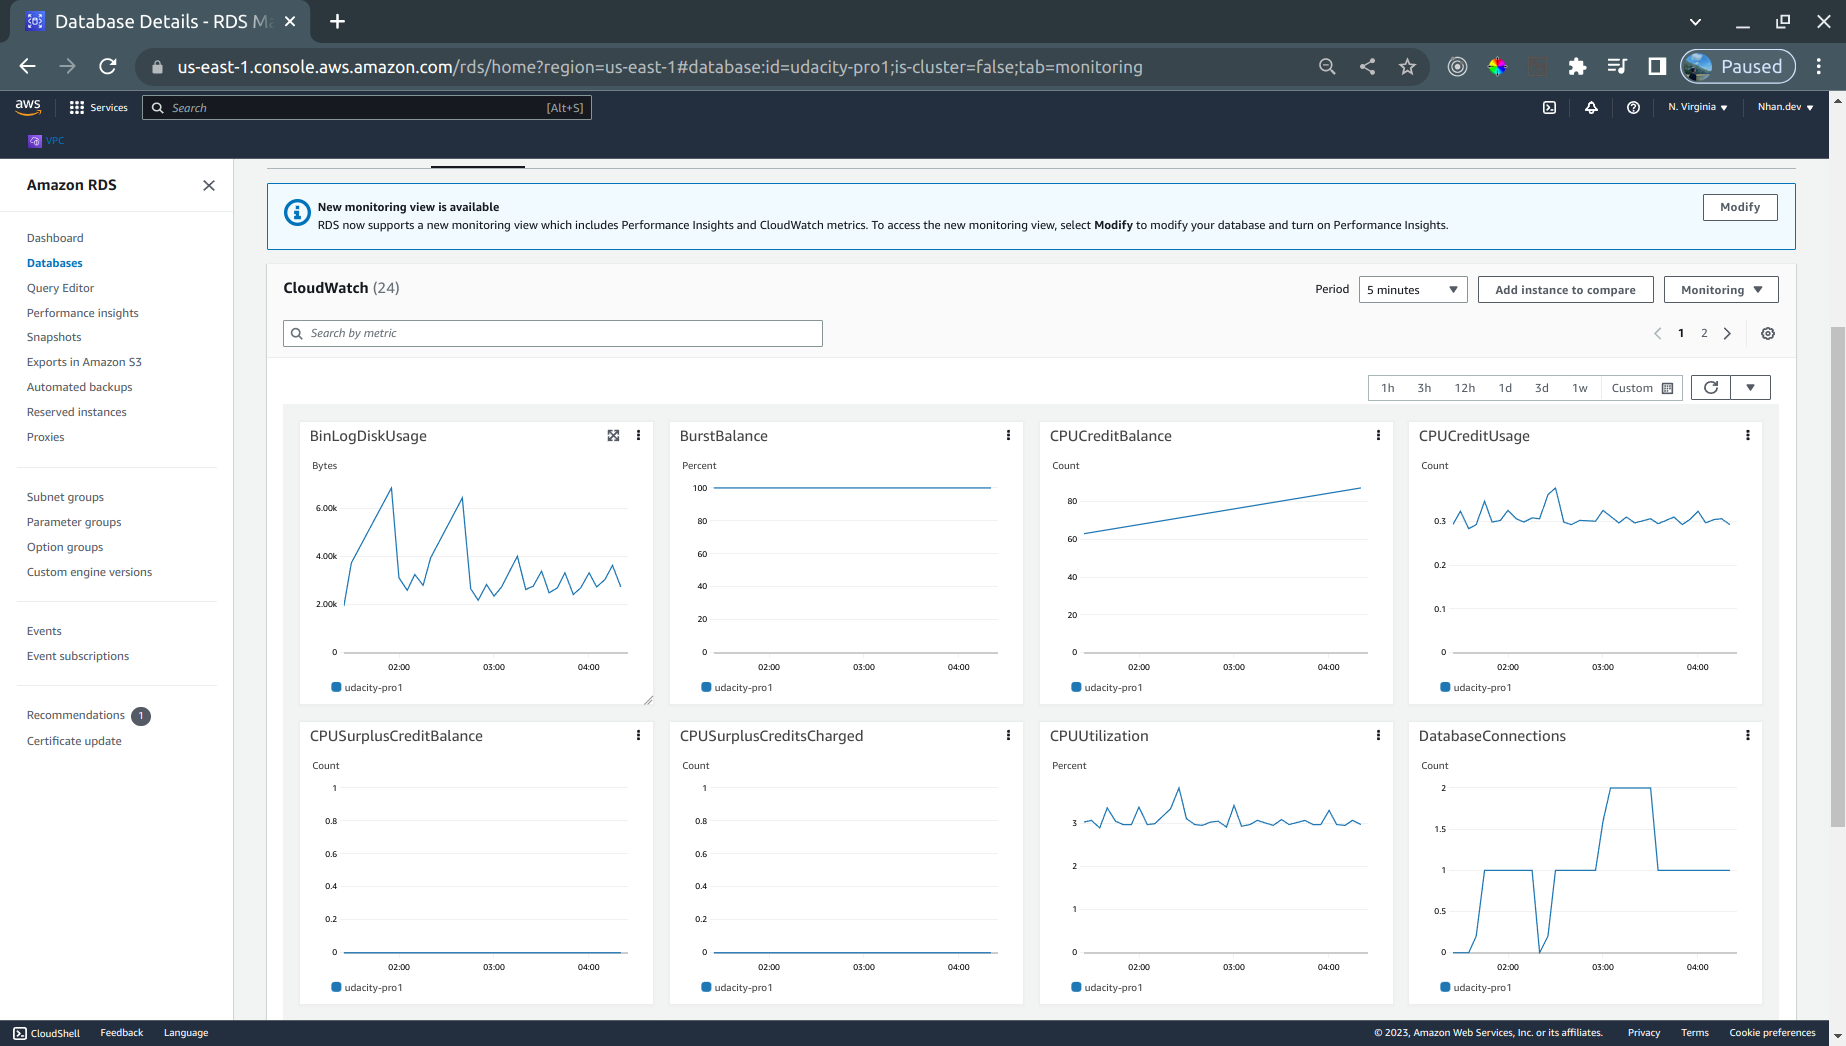 Database Details - RDS Ma
us-east-1.console.aws.amazon.com/rds/home?region=us-east-1#database:id=udacity-pro1;is-cluster=false;tab=monitoring
Paused
aws
Services
Search
[Alt+S]
N. Virginia
Nhan.dev
VPC
Amazon RDS
Dashboard
Databases
Query Editor
Performance insights
Snapshots
Exports in Amazon S3
Automated backups
Reserved instances
Proxies
Subnet groups
Parameter groups
Option groups
Custom engine versions
Events
Event subscriptions
Recommendations 1
Certificate update
New monitoring view is available
RDS now supports a new monitoring view which includes Performance Insights and CloudWatch metrics. To access the new monitoring view, select Modify to modify your database and turn on Performance Insights.
Modify
CloudWatch (24)
Period
5 minutes
Add instance to compare
Monitoring
Search by metric
1 2
1h 3h 12h 1d 3d 1w Custom
BinLogDiskUsage
Bytes
6.00k
4.00k
2.00k
0
02:00 03:00 04:00
udacity-pro1
BurstBalance
Percent
100
80
60
40
20
0
02:00 03:00 04:00
udacity-pro1
CPUCreditBalance
Count
80
60
40
20
0
02:00 03:00 04:00
udacity-pro1
CPUCreditUsage
Count
0.3
0.2
0.1
0
02:00 03:00 04:00
udacity-pro1
CPUSurplusCreditBalance
Count
1
0.8
0.6
0.4
0.2
0
02:00 03:00 04:00
udacity-pro1
CPUSurplusCreditsCharged
Count
1
0.8
0.6
0.4
0.2
0
02:00 03:00 04:00
udacity-pro1
CPUUtilization
Percent
3
2
1
0
02:00 03:00 04:00
udacity-pro1
DatabaseConnections
Count
2
1.5
1
0.5
0
02:00 03:00 04:00
udacity-pro1
CloudShell
Feedback
Language
© 2023, Amazon Web Services, Inc. or its affiliates.
Privacy
Terms
Cookie preferences